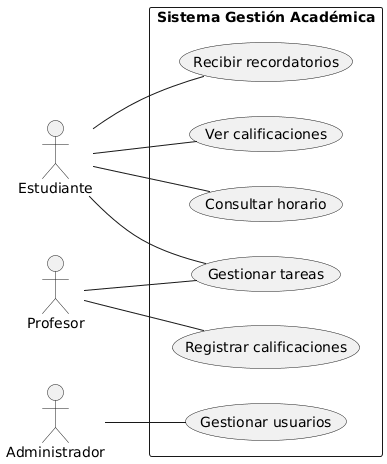 Sistema Gestión Académica
Recibir recordatorios
Ver calificaciones
Estudiante
Consultar horario
Gestionar tareas
Profesor
Registrar calificaciones
Gestionar usuarios
Administrador